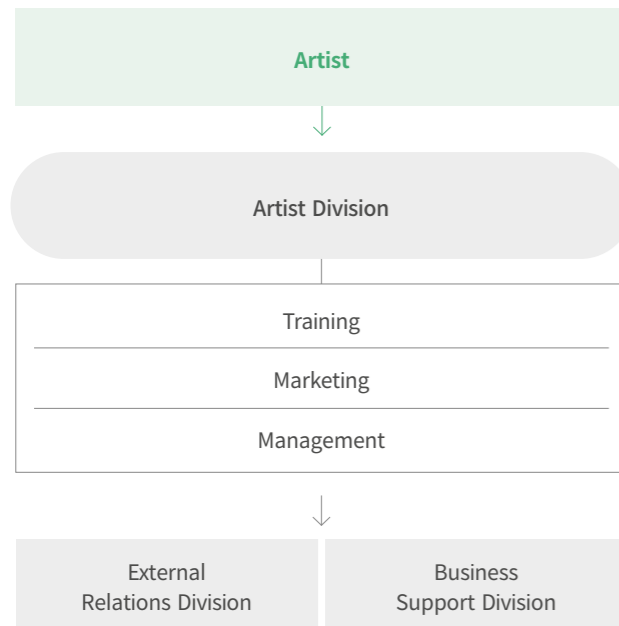 Artist
Artist Division
Training
Marketing
Management
External
Relations Division
Business
Support Division